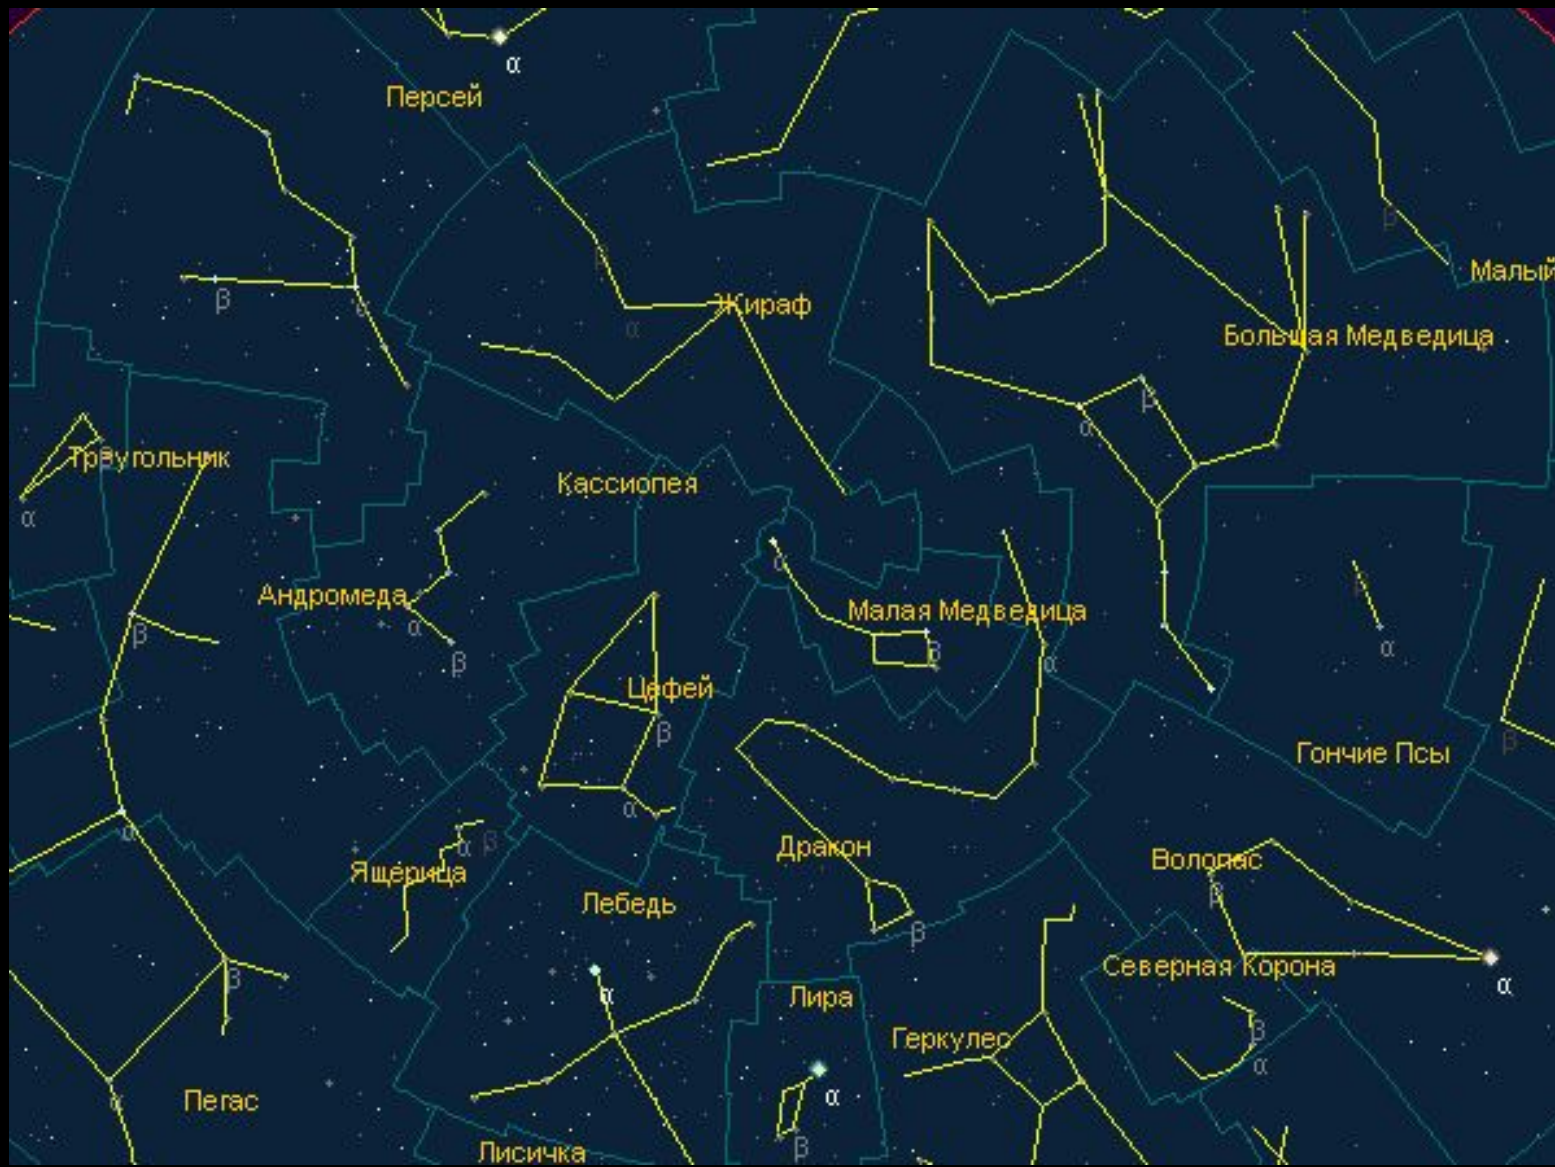 α
Персей
β
Малый
β
β
α
Жираф
α
Большая Медведица
β
α
Треугольник
β
α
Кассиопея
α
Андромеда
α
β
Малая Медведица
β
α
β
α
β
Цефей
β
α
Гончие Псы
β
α
α
β
Ящерица
Дракон
Волопас
β
Лебедь
β
Северная Корона
α
β
α
Лира
Геркулес
β
α
Пегас
α
α
β
Лисичка